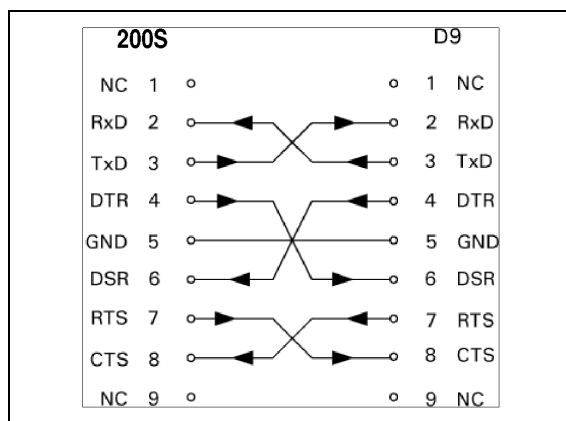 200S D9
NC 1 1 NC
RxD 2 2 RxD
TxD 3 3 TxD
DTR 4 4 DTR
GND 5 5 GND
DSR 6 6 DSR
RTS 7 7 RTS
CTS 8 8 CTS
NC 9 9 NC